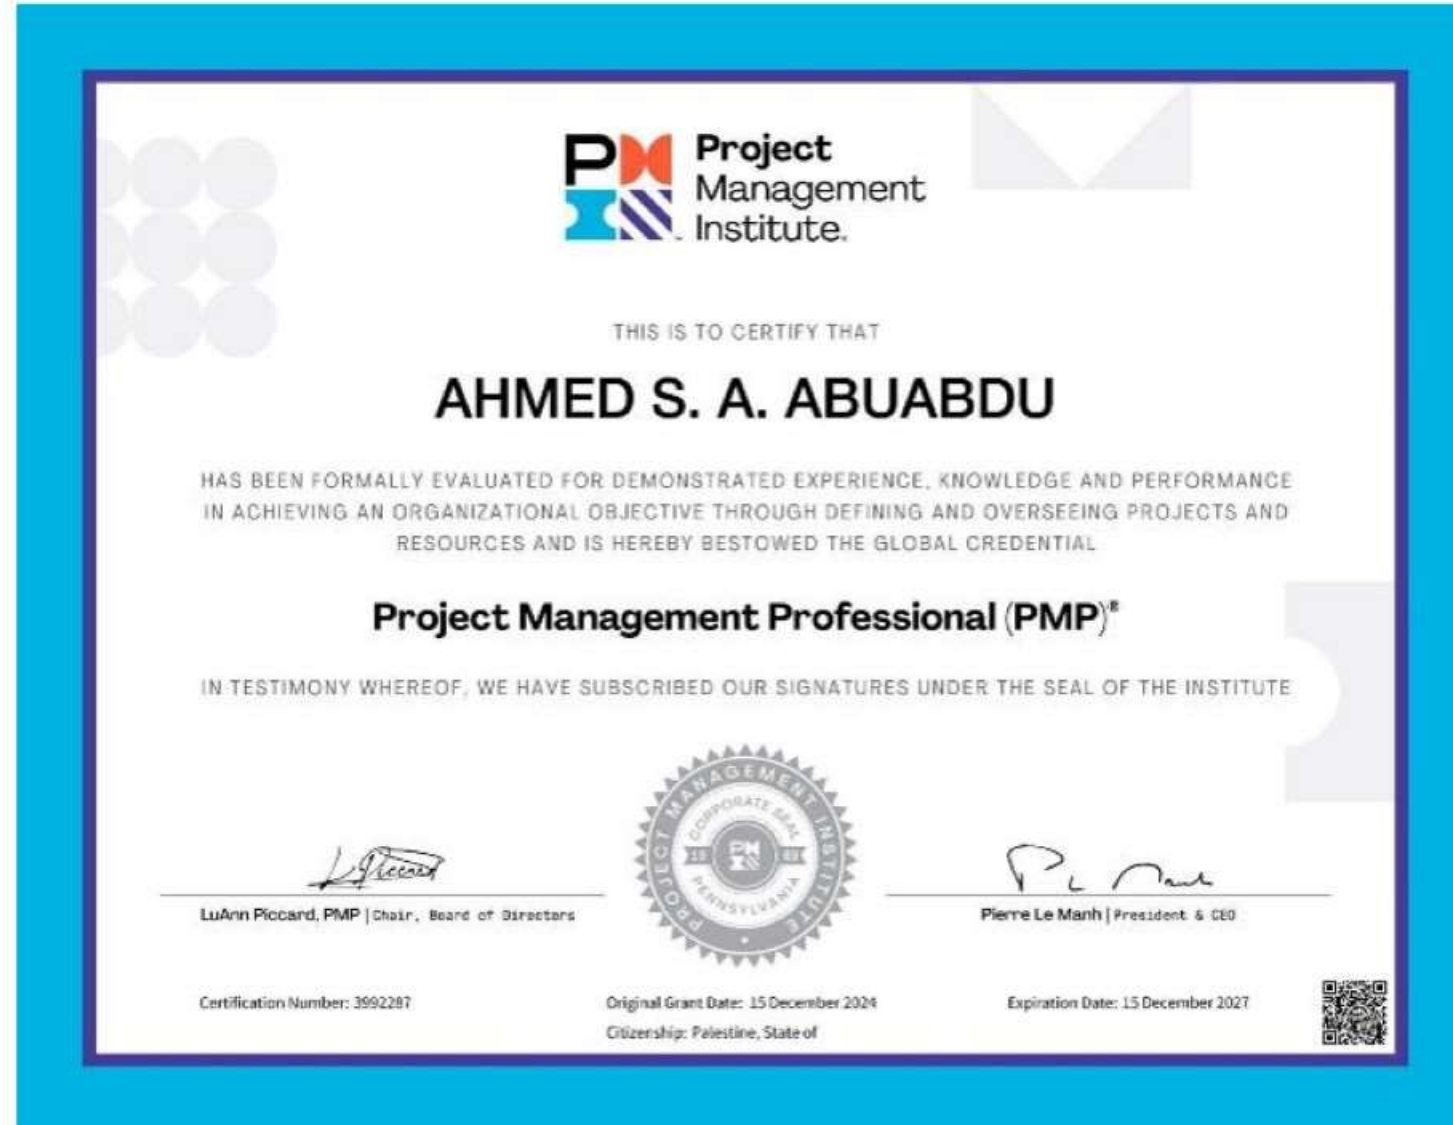 Project
Management
Institute.
THIS IS TO CERTIFY THAT
AHMED S. A. ABUABDU
HAS BEEN FORMALLY EVALUATED FOR DEMONSTRATED EXPERIENCE, KNOWLEDGE AND PERFORMANCE
IN ACHIEVING AN ORGANIZATIONAL OBJECTIVE THROUGH DEFINING AND OVERSEEING PROJECTS AND
RESOURCES AND IS HEREBY BESTOWED THE GLOBAL CREDENTIAL
Project Management Professional (PMP)®
IN TESTIMONY WHEREOF, WE HAVE SUBSCRIBED OUR SIGNATURES UNDER THE SEAL OF THE INSTITUTE
PROJECT MANAGEMENT INSTITUTE
CORPORATE SEAL
PENNSYLVANIA
LuAnn Piccard, PMP | Chair, Board of Directors
Pierre Le Manh | President & CEO
Certification Number: 3992287
Original Grant Date: 15 December 2024
Expiration Date: 15 December 2027
Citizenship: Palestine, State of